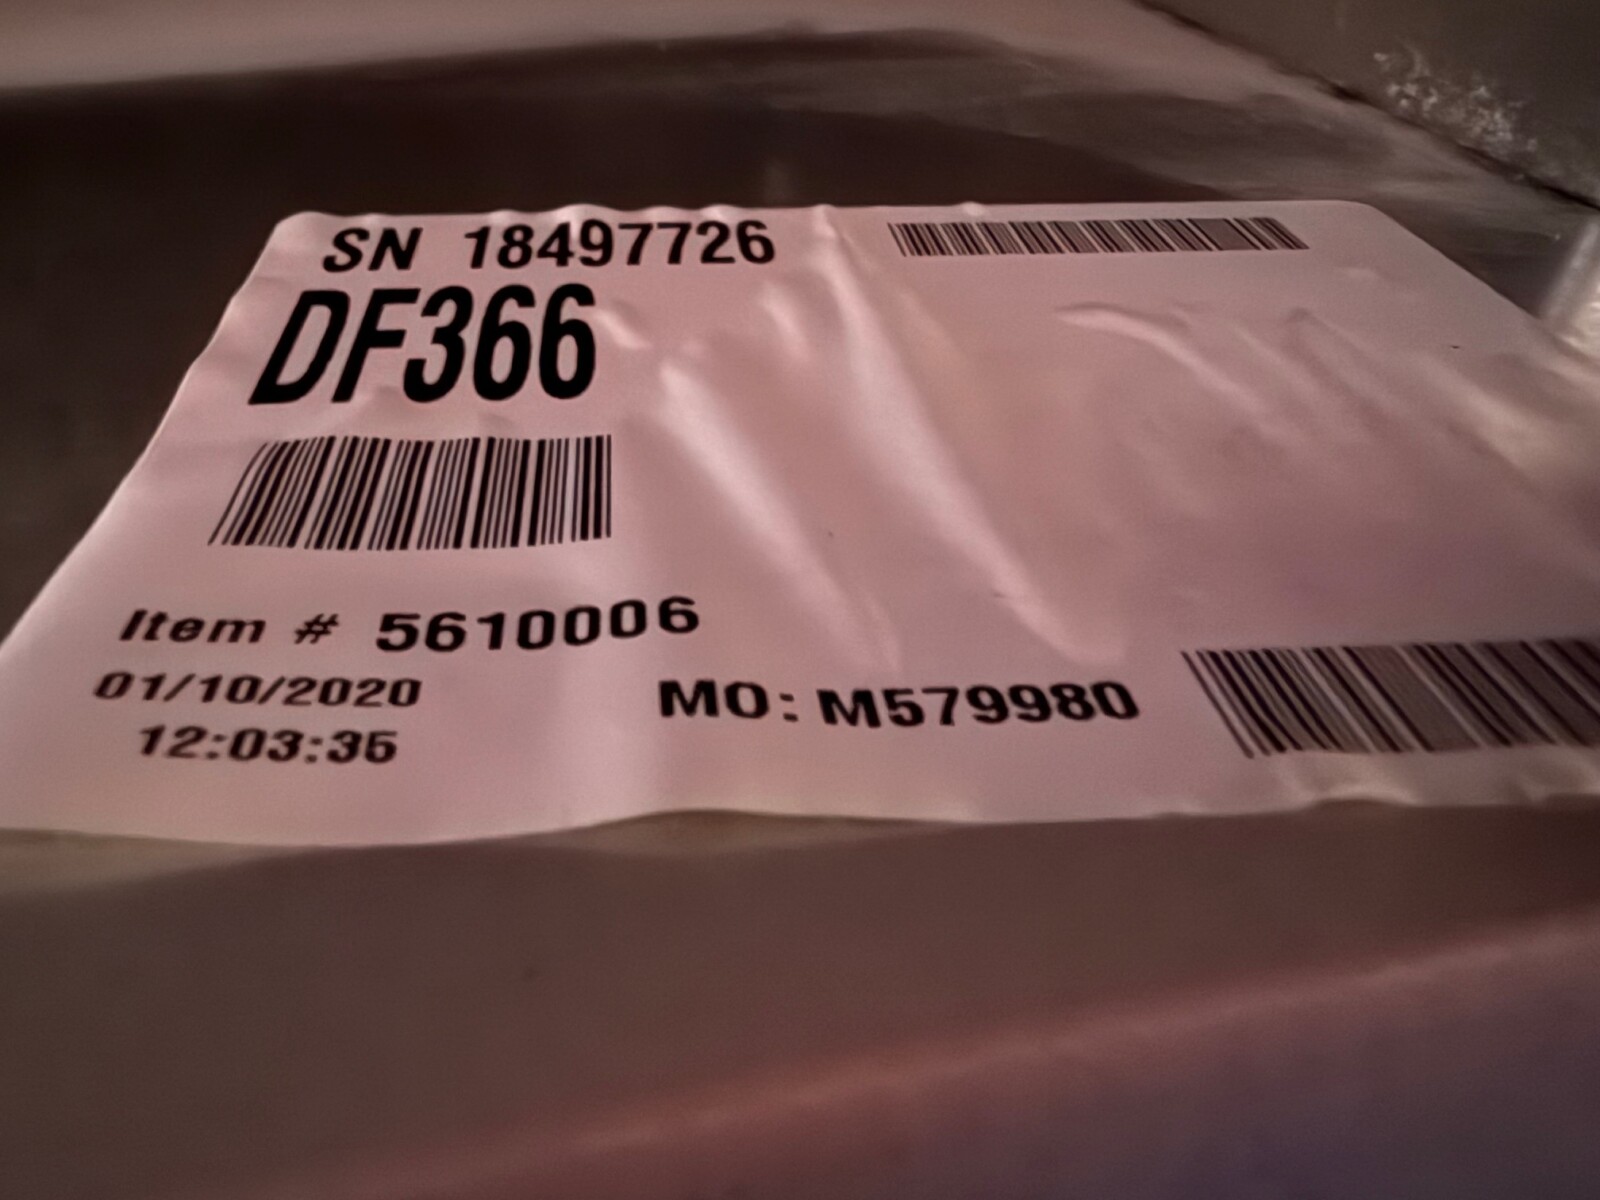 SN 18497726
DF366
Item # 5610006
01/10/2020
12:03:35
MO: M579980